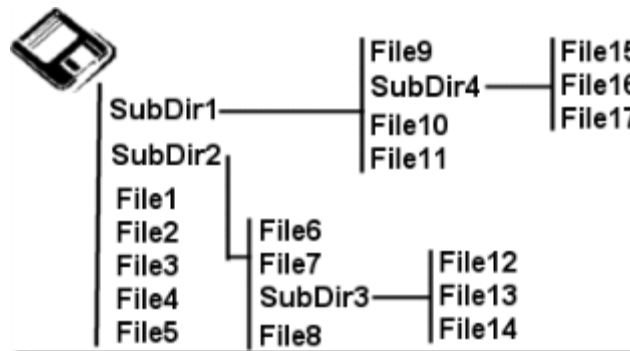 File9
SubDir4
File10
File11
File15
File16
File17
SubDir1
SubDir2
File1
File2
File3
File4
File5
File6
File7
SubDir3
File8
File12
File13
File14